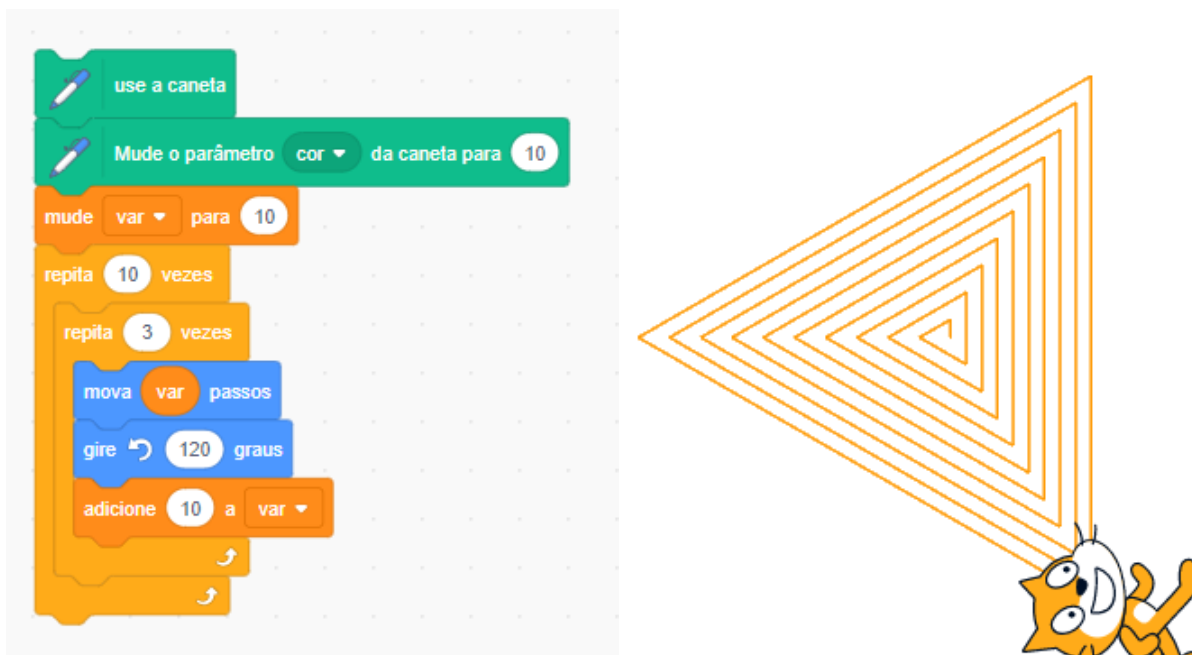 use a caneta
Mude o parâmetro cor da caneta para 10
mude var para 10
repita 10 vezes
repita 3 vezes
mova var passos
gire 120 graus
adicione 10 a var